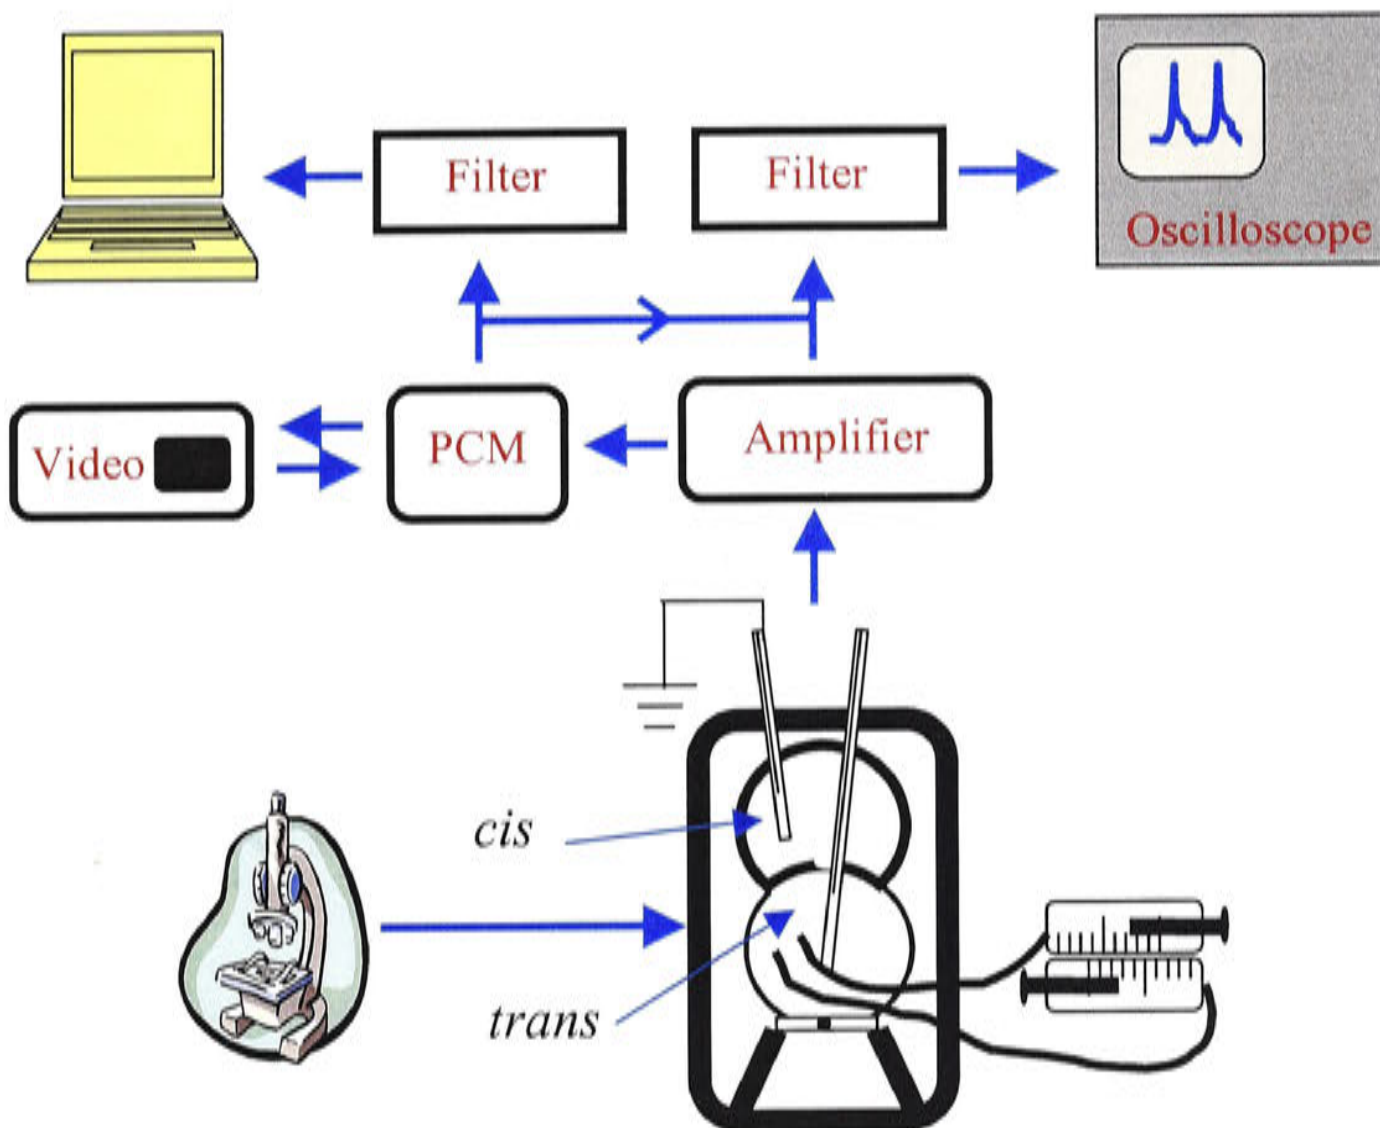 Filter
Filter
Oscilloscope
Video
PCM
Amplifier
cis
trans